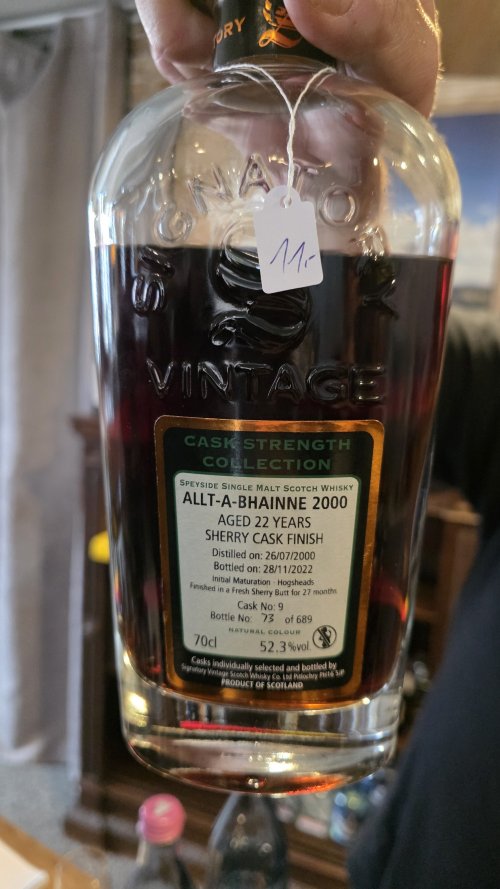 TORY
SIGNATORY
11,-
VINTAGE
CASK STRENGTH
COLLECTION
SPEYSIDE SINGLE MALT SCOTCH WHISKY
ALLT-A-BHAINNE 2000
AGED 22 YEARS
SHERRY CASK FINISH
Distilled on: 26/07/2000
Bottled on: 28/11/2022
Initial Maturation · Hogsheads
Finished in a Fresh Sherry Butt for 27 months
Cask No: 9
Bottle No: 73 of 689
NATURAL COLOUR
70cl 52.3%vol.
Casks individually selected and bottled by
Signatory Vintage Scotch Whisky Co. Ltd Pitlochry PH16 5JP
PRODUCT OF SCOTLAND